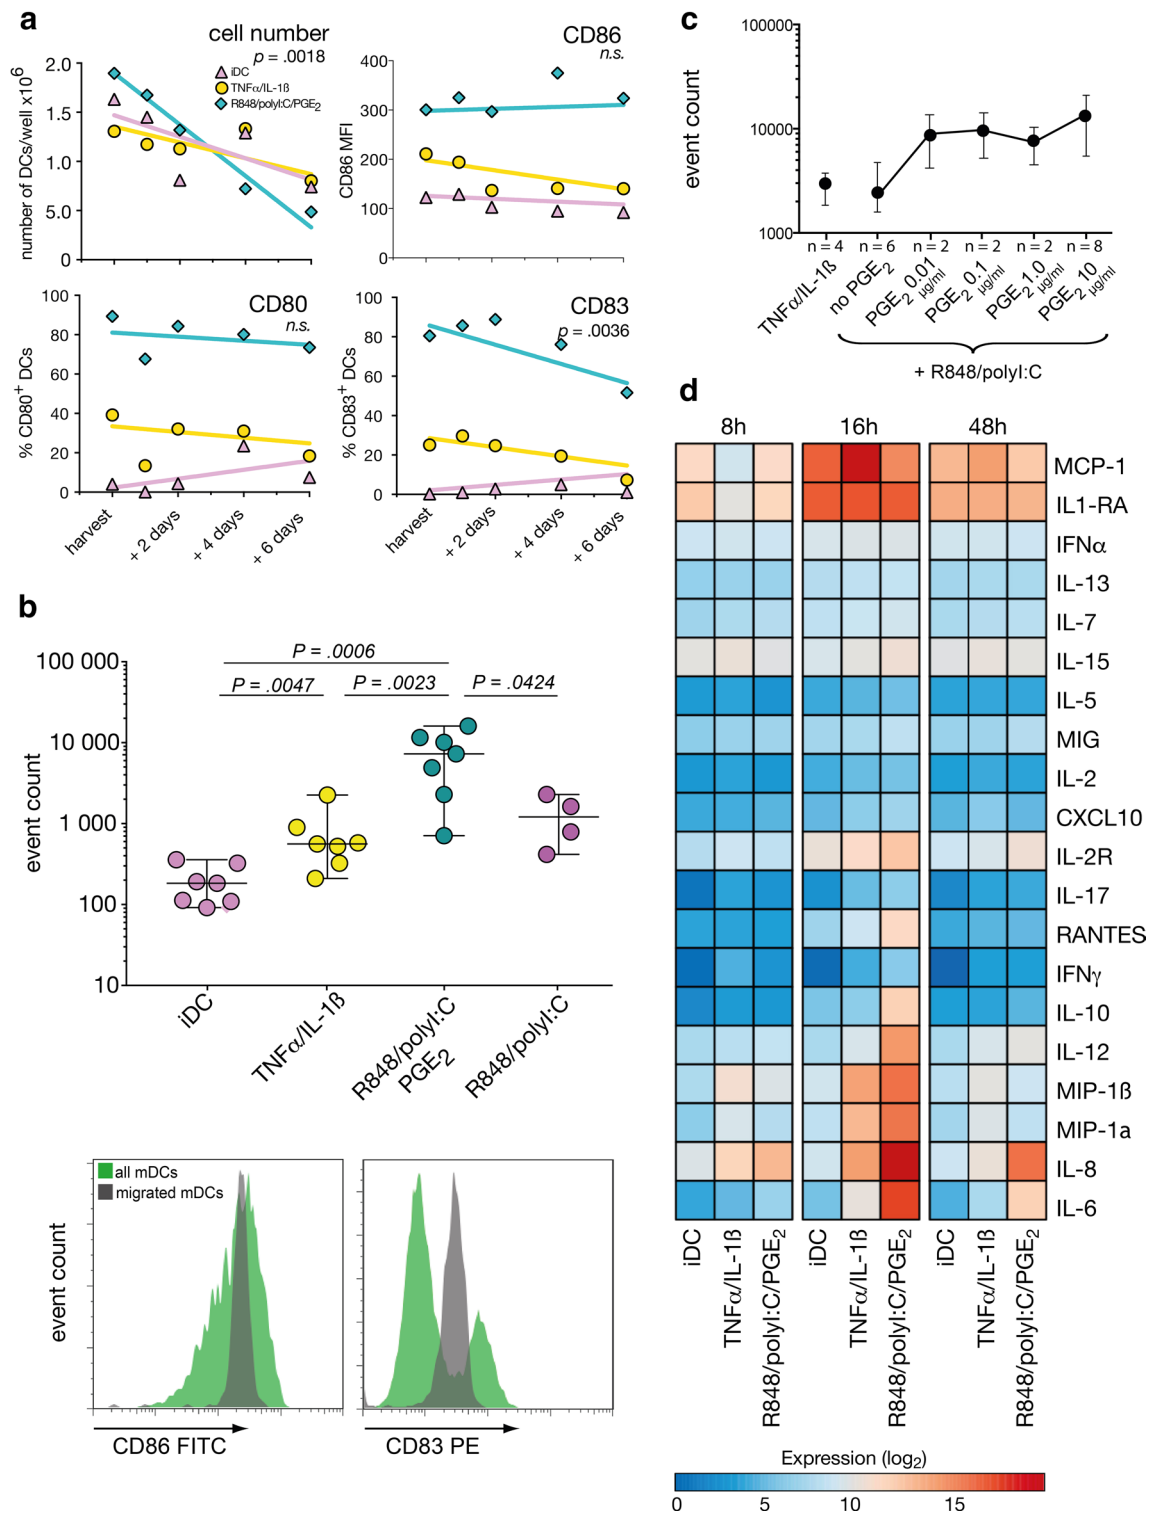 a
cell number
p = .0018
iDC
TNFα/IL-1ß
R848/polyI:C/PGE2
number of DCs/well x10^6
2.0
1.5
1.0
5.0
0
CD86
n.s.
CD86 MFI
400
300
200
100
0
CD80
n.s.
% CD80+ DCs
100
80
60
40
20
0
harvest
+ 2 days
+ 4 days
+ 6 days
CD83
p = .0036
% CD83+ DCs
100
80
60
40
20
0
harvest
+ 2 days
+ 4 days
+ 6 days
b
event count
100 000
10 000
1 000
100
10
P = .0006
P = .0047
P = .0023
P = .0424
iDC
TNFα/IL-1ß
R848/polyI:C
PGE2
R848/polyI:C
event count
all mDCs
migrated mDCs
CD86 FITC
CD83 PE
c
event count
100000
10000
1000
n = 4
n = 6
n = 2
n = 2
n = 2
n = 8
TNFα/IL-1ß
no PGE2
PGE2 0.01
µg/ml
PGE2 0.1
µg/ml
PGE2 1.0
µg/ml
PGE2 10
µg/ml
+ R848/polyI:C
d
8h
16h
48h
MCP-1
IL1-RA
IFNα
IL-13
IL-7
IL-15
IL-5
MIG
IL-2
CXCL10
IL-2R
IL-17
RANTES
IFNγ
IL-10
IL-12
MIP-1ß
MIP-1a
IL-8
IL-6
iDC
TNFα/IL-1ß
R848/polyI:C/PGE2
iDC
TNFα/IL-1ß
R848/polyI:C/PGE2
iDC
TNFα/IL-1ß
R848/polyI:C/PGE2
Expression (log2)
0
5
10
15